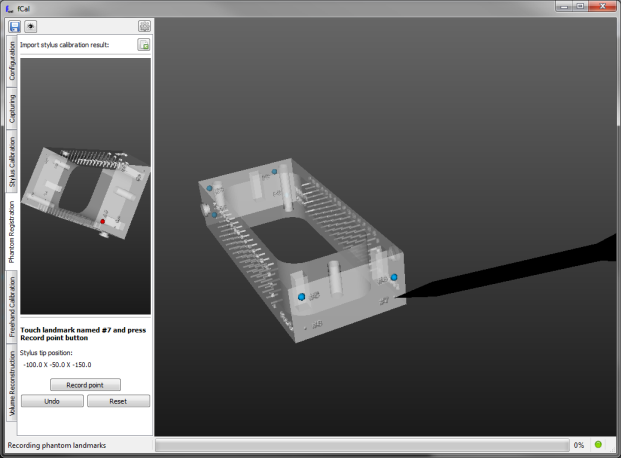 fCal
Import stylus calibration result:
Configuration
Capturing
Stylus Calibration
Phantom Registration
Freehand Calibration
Volume Reconstruction
Touch landmark named #7 and press
Record point button
Stylus tip position:
-100.0 X -50.0 X -150.0
Record point
Undo
Reset
Recording phantom landmarks
0%
#7